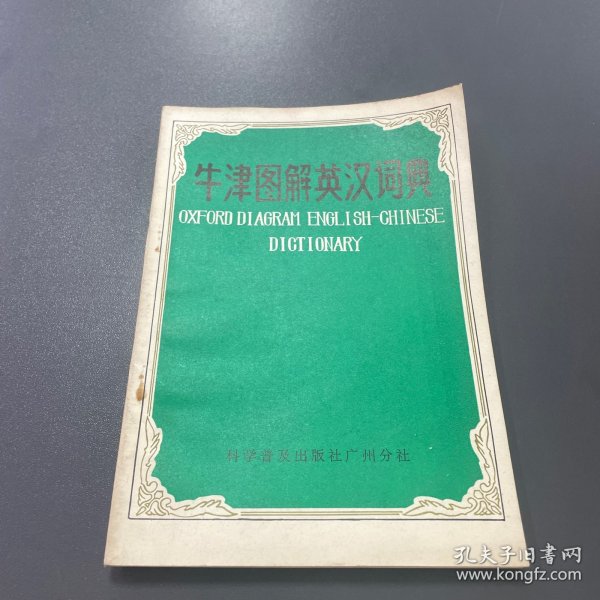 牛津图解英汉词典
OXFORD DIAGRAM ENGLISH-CHINESE
DICTIONARY
科学普及出版社广州分社
孔夫子旧書网
www.kongfz.com